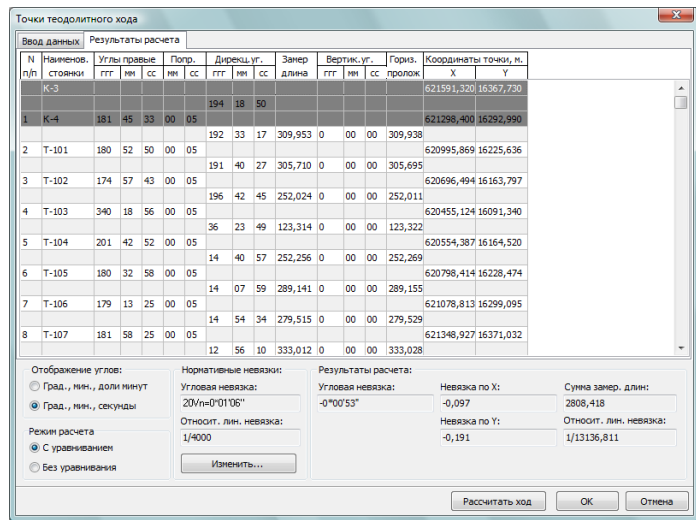 Точки теодолитного хода
Ввод данных Результаты расчета
N Наименов. Углы правые Попр. Дирекц.уг. Замер Вертик.уг. Гориз. Координаты точки, м.
п/п стоянки ггг мм сс мм сс ггг мм сс длина ггг мм сс пролож X Y
К-3 621591,320 16367,730
194 18 50
1 К-4 181 45 33 00 05 621298,400 16292,990
192 33 17 309,953 0 00 00 309,938
2 Т-101 180 52 50 00 05 620995,869 16225,636
191 40 27 305,710 0 00 00 305,695
3 Т-102 174 57 43 00 05 620696,494 16163,797
196 42 45 252,024 0 00 00 252,011
4 Т-103 340 18 56 00 05 620455,124 16091,340
36 23 49 123,314 0 00 00 123,322
5 Т-104 201 42 52 00 05 620554,387 16164,520
14 40 57 252,256 0 00 00 252,269
6 Т-105 180 32 58 00 05 620798,414 16228,474
14 07 59 289,141 0 00 00 289,155
7 Т-106 179 13 25 00 05 621078,813 16299,095
14 54 34 279,515 0 00 00 279,529
8 Т-107 181 58 25 00 05 621348,927 16371,032
12 56 10 333,012 0 00 00 333,028
Отображение углов: Нормативные невязки: Результаты расчета:
Град., мин., доли минут Угловая невязка: Угловая невязка: Невязка по X: Сумма замер. длин:
Град., мин., секунды 20Vn=0°01'06" -0°00'53" -0,097 2808,418
Относит. лин. невязка: Невязка по Y: Относит. лин. невязка:
Режим расчета 1/4000 -0,191 1/13136,811
С уравниванием
Без уравнивания Изменить...
Рассчитать ход OK Отмена